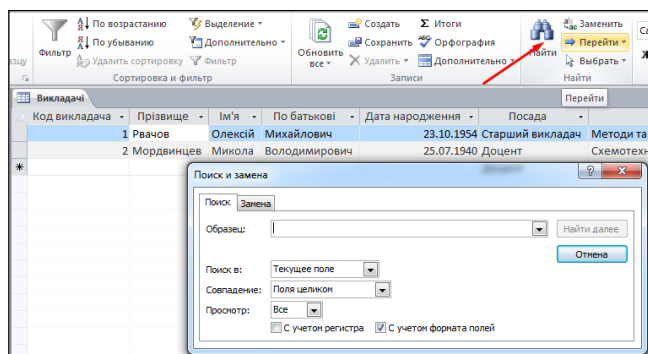 По возрастанию Выделение Создать Σ Итоги Заменить
Фильтр По убыванию Дополнительно Обновить все Сохранить Орфография Найти Перейти
азцу Удалить сортировку Фильтр Удалить Дополнительно Выбрать Ж
Сортировка и фильтр Записи Найти
Викладачі Перейти
Код викладача Прізвище Ім'я По батькові Дата народження Посада
1 Рвачов Олексій Михайлович 23.10.1954 Старший викладач Методи та
2 Мордвинцев Микола Володимирович 25.07.1940 Доцент Схемотехн
Поиск и замена
Поиск Замена
Образец: Найти далее
Отмена
Поиск в: Текущее поле
Совпадение: Поля целиком
Просмотр: Все
С учетом регистра С учетом формата полей